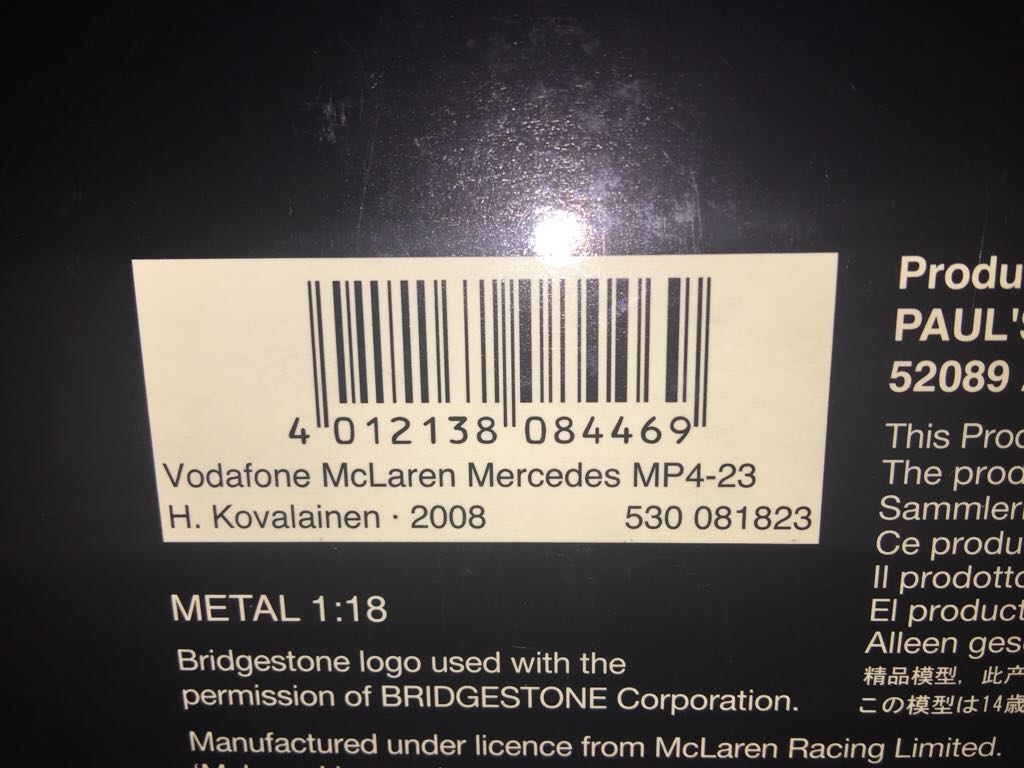 4 012138 084469
Vodafone McLaren Mercedes MP4-23
H. Kovalainen · 2008 530 081823
METAL 1:18
Bridgestone logo used with the
permission of BRIDGESTONE Corporation.
Manufactured under licence from McLaren Racing Limited.
Produ
PAUL'S
52089
This Proc
The prod
Sammler
Ce produ
Il prodotto
El product
Alleen ges
精品模型，此产
この模型は14歳